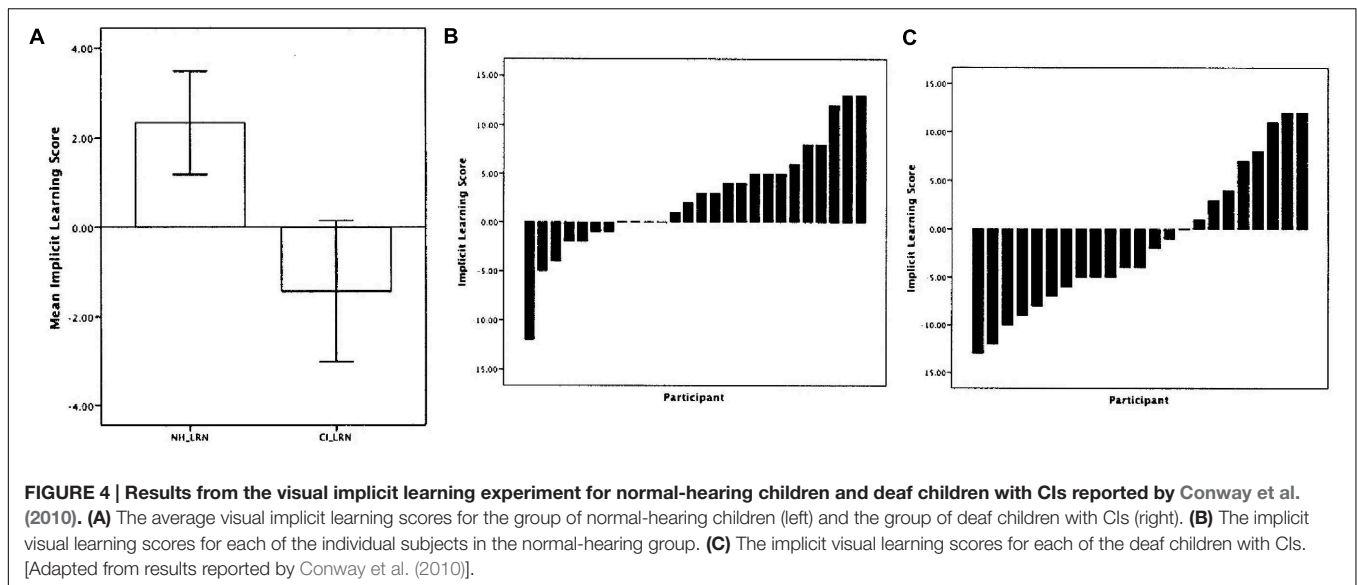 A
4.00
2.00
0.00
-2.00
-4.00
Mean Implicit Learning Score
NH_LRN
CI_LRN
B
15.00
10.00
5.00
0.00
-5.00
-10.00
15.00
Implicit Learning Score
Participant
C
15.00
10.00
5.00
0.00
-5.00
-10.00
15.00
Implicit Learning Score
Participant
FIGURE 4 | Results from the visual implicit learning experiment for normal-hearing children and deaf children with CIs reported by Conway et al.
(2010). (A) The average visual implicit learning scores for the group of normal-hearing children (left) and the group of deaf children with CIs (right). (B) The implicit
visual learning scores for each of the individual subjects in the normal-hearing group. (C) The implicit visual learning scores for each of the deaf children with CIs.
[Adapted from results reported by Conway et al. (2010)].